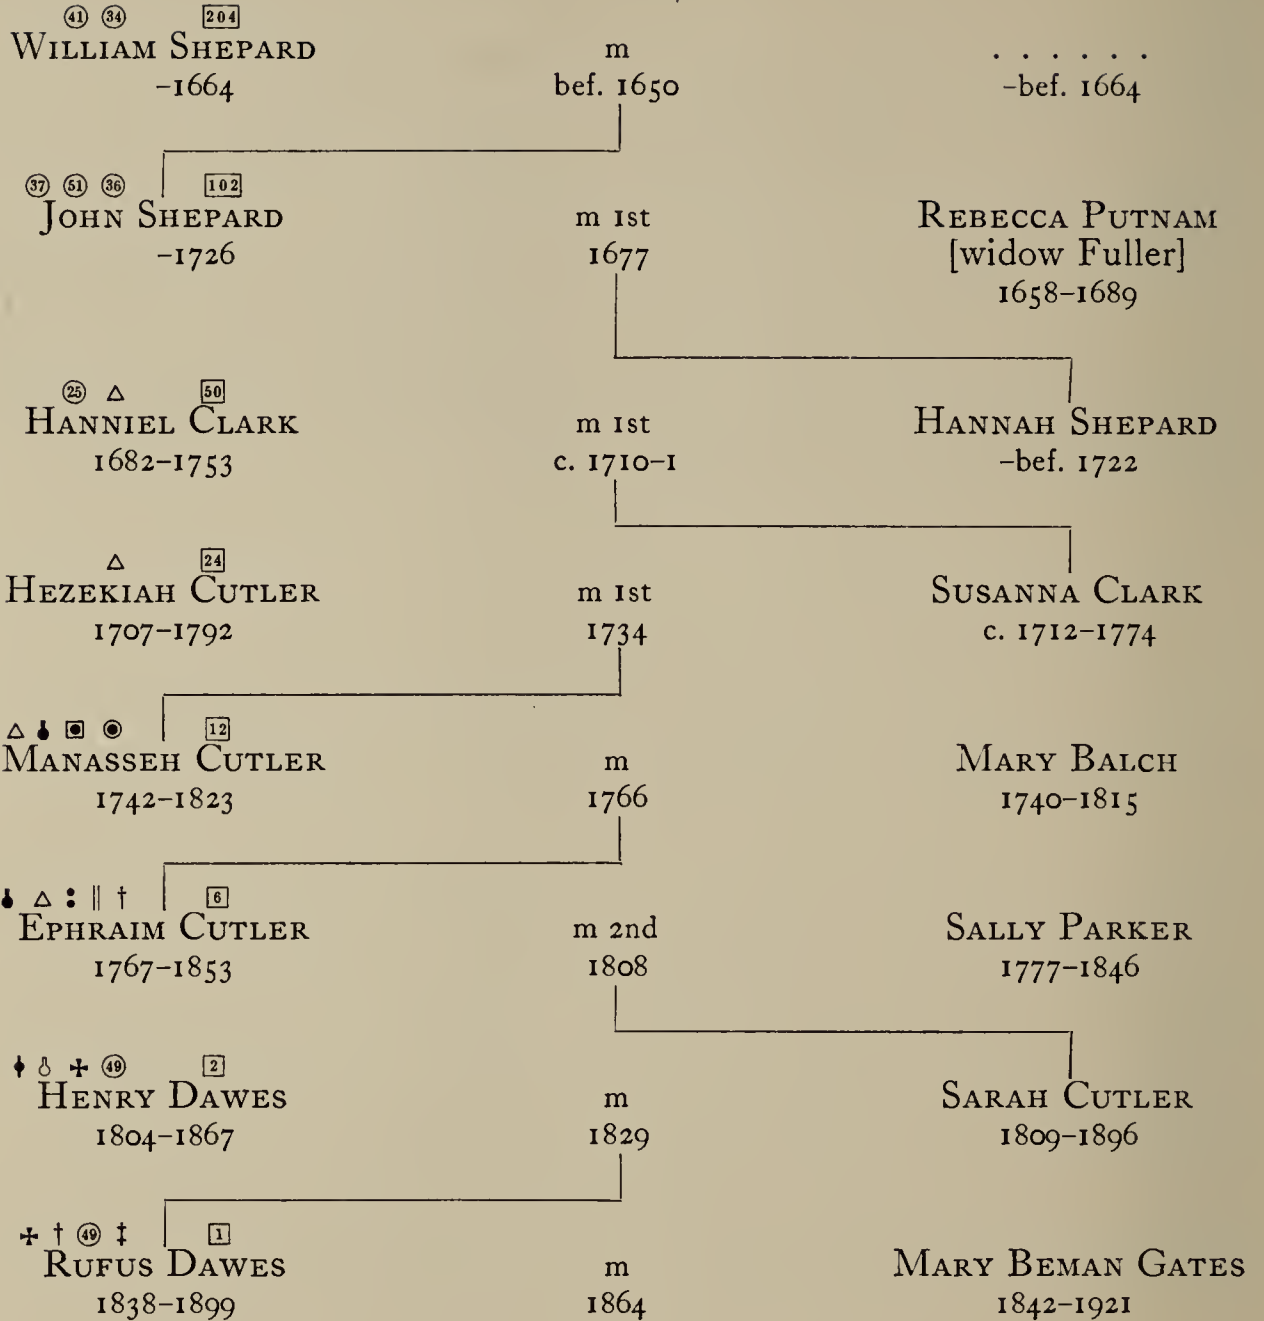 41 34 204
WILLIAM SHEPARD m . . . . . .
–1664 bef. 1650 –bef. 1664
37 51 36 102
JOHN SHEPARD m 1st REBECCA PUTNAM
–1726 1677 [widow Fuller]
1658–1689
25 △ 50
HANNIEL CLARK m 1st HANNAH SHEPARD
1682–1753 c. 1710–1 –bef. 1722
△ 24
HEZEKIAH CUTLER m 1st SUSANNA CLARK
1707–1792 1734 c. 1712–1774
12
MANASSEH CUTLER m MARY BALCH
1742–1823 1766 1740–1815
† 6
EPHRAIM CUTLER m 2nd SALLY PARKER
1767–1853 1808 1777–1846
49 2
HENRY DAWES m SARAH CUTLER
1804–1867 1829 1809–1896
† 49 ‡ 1
RUFUS DAWES m MARY BEMAN GATES
1838–1899 1864 1842–1921